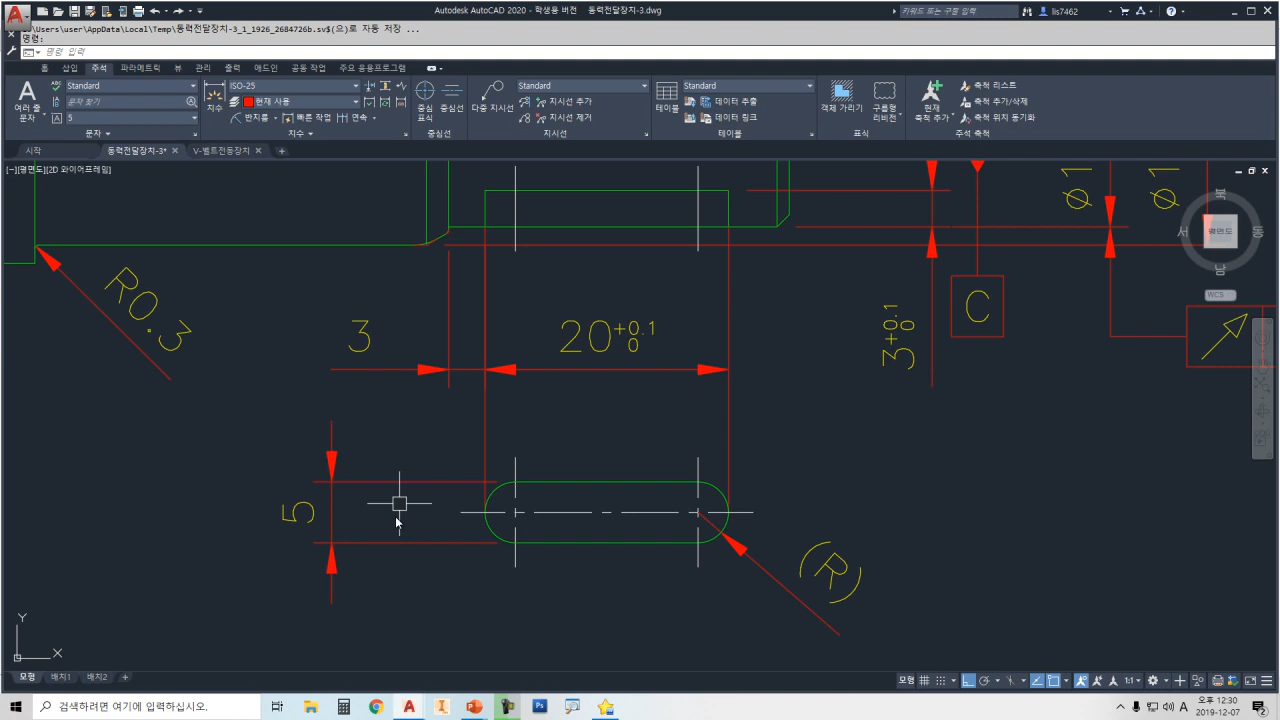 Autodesk AutoCAD 2020 - 학생용 버전 동력전달장치-3.dwg
키워드 또는 구절 입력
lis7462
\Users\user\AppData\Local\Temp\동력전달장치-3_1_1926_2684726b.sv$(으)로 자동 저장 ...
명령:
명령 입력
홈 삽입 주석 파라메트릭 뷰 관리 출력 애드인 공동 작업 주요 응용프로그램
여러 줄 문자
Standard
문자 찾기
5
문자
치수
ISO-25
현재 사용
반지름 빠른 작업 연속
치수
중심 표식
중심선
중심선
다중 지시선
Standard
지시선 추가
지시선 제거
지시선
테이블
Standard
데이터 추출
데이터 링크
테이블
객체 가리기
구름형 리비전
표식
현재 축척 추가
축척 리스트
축척 추가/삭제
축척 위치 동기화
주석 축척
시작 동력전달장치-3* V-벨트전동장치
[−][평면도][2D 와이어프레임]
북
서 평면도 동
남
WCS
R0.3
3
20+0.1 0
3+0.1 0
C
ø1
ø1
5
(R)
Y
X
모형 배치1 배치2
모형
1:1
검색하려면 여기에 입력하십시오.
A
오후 12:30
2019-12-07
2